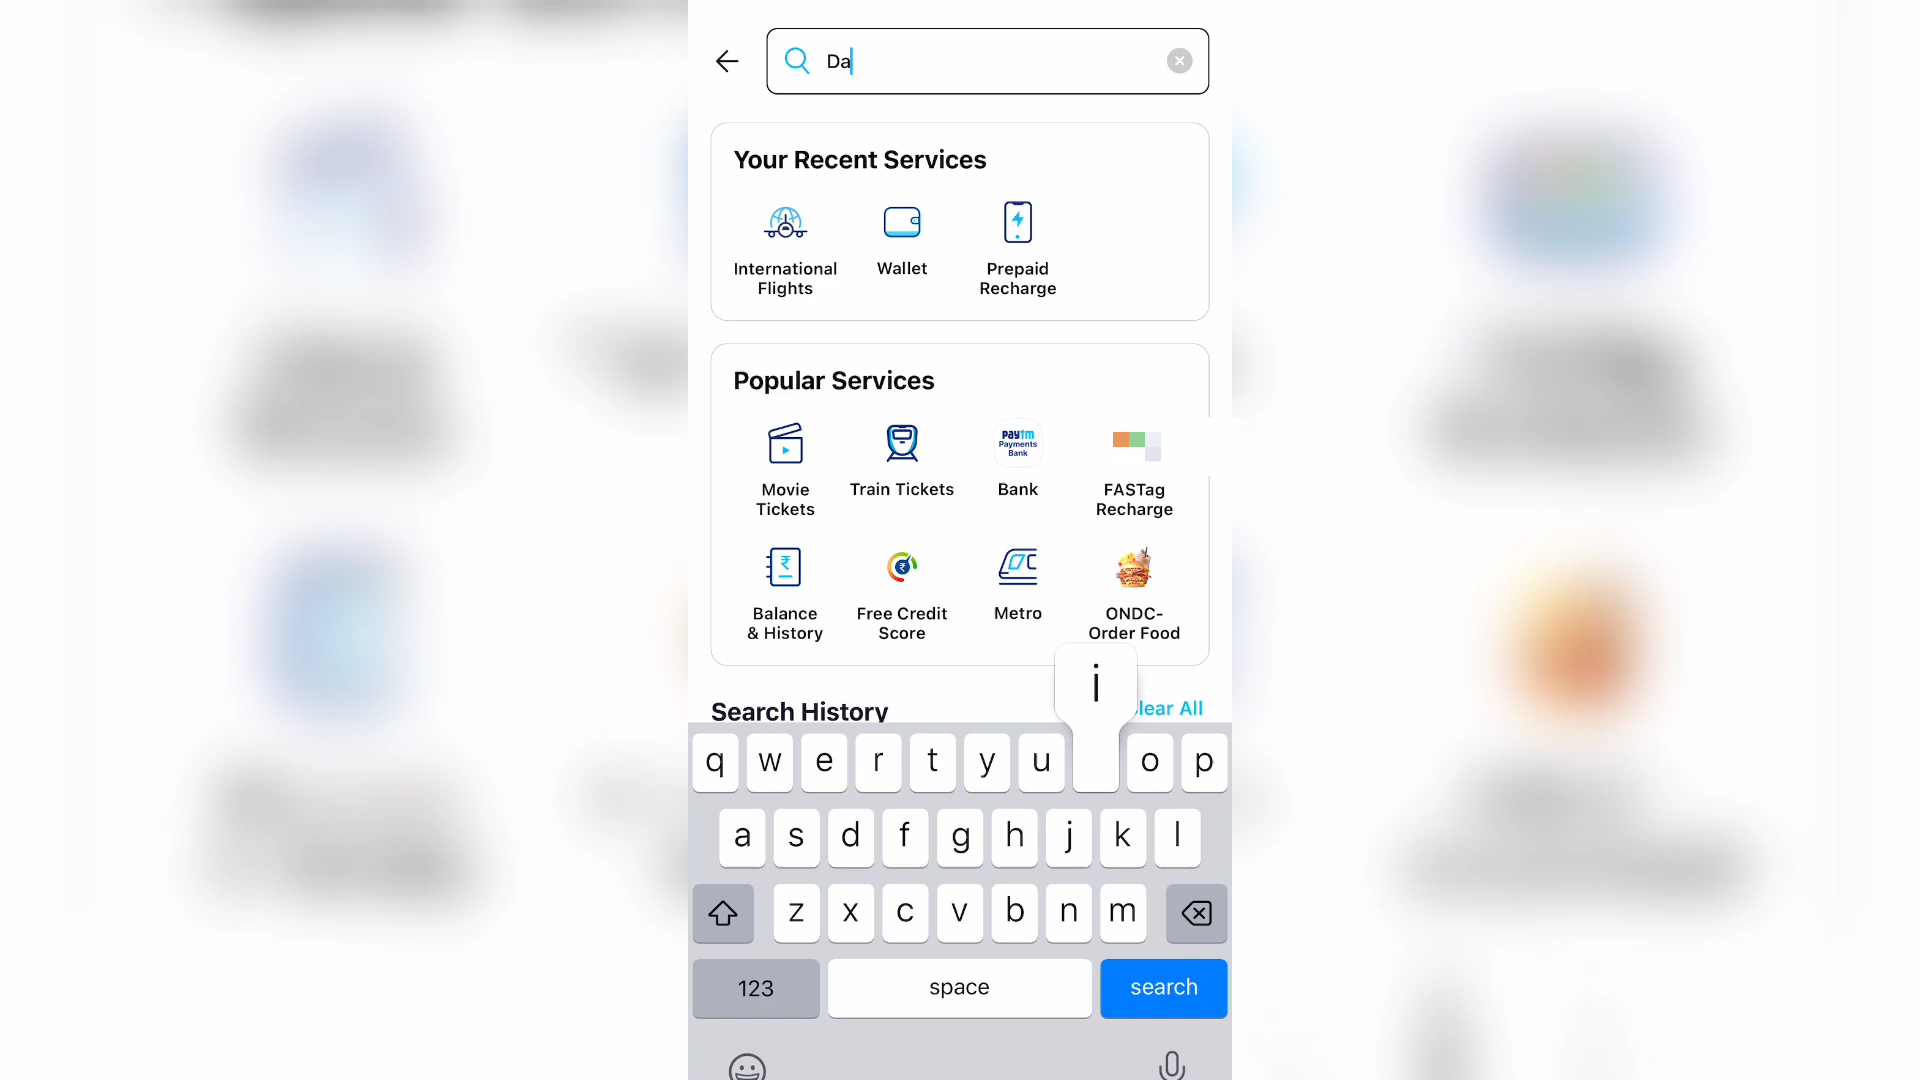 Da
Your Recent Services
International
Flights
Wallet
Prepaid
Recharge
Popular Services
Movie
Tickets
Train Tickets
paytm
Payments
Bank
Bank
FASTag
Recharge
₹
Balance
& History
₹
Free Credit
Score
Metro
ONDC-
Order Food
Search History
lear All
i
q w e r t y u o p
a s d f g h j k l
z x c v b n m
123 space search